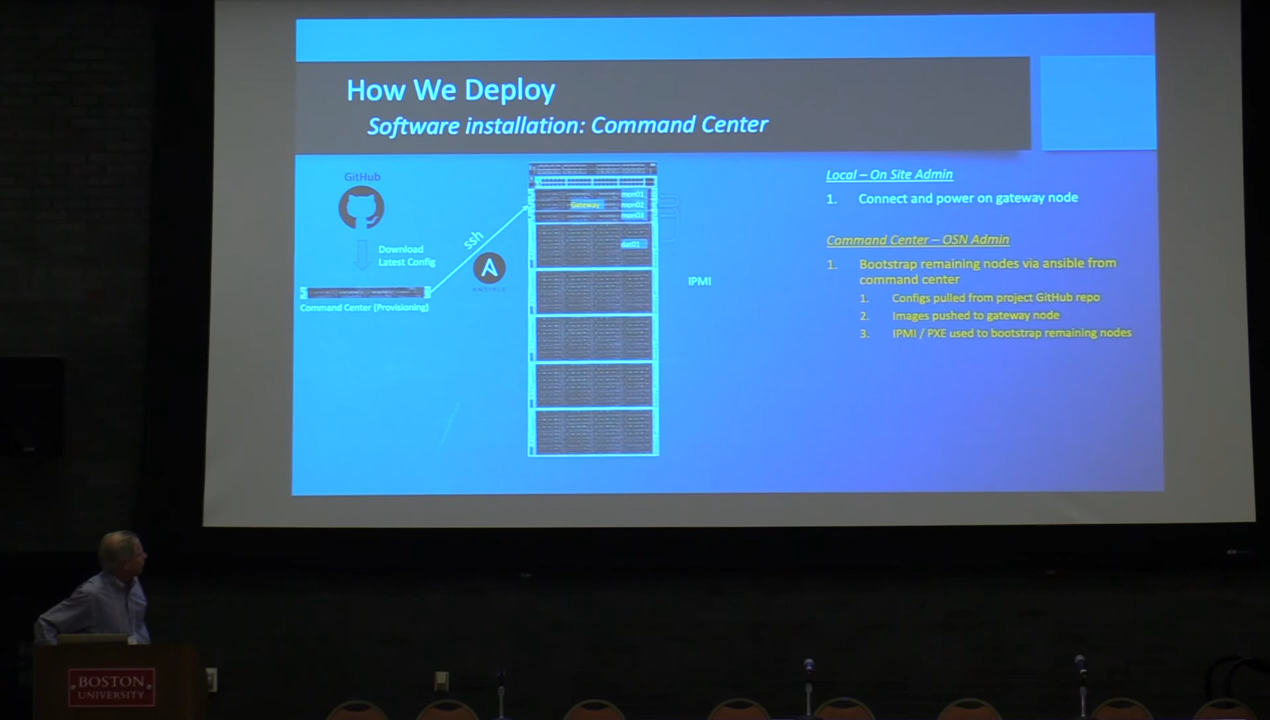 How We Deploy
Software installation: Command Center
GitHub
Download
Latest Config
Command Center (Provisioning)
ssh
ANSIBLE
Gateway
mon01
mon02
mon03
dat01
IPMI
Local – On Site Admin
1. Connect and power on gateway node
Command Center – OSN Admin
1. Bootstrap remaining nodes via ansible from
command center
1. Configs pulled from project GitHub repo
2. Images pushed to gateway node
3. IPMI / PXE used to bootstrap remaining nodes
BOSTON
UNIVERSITY